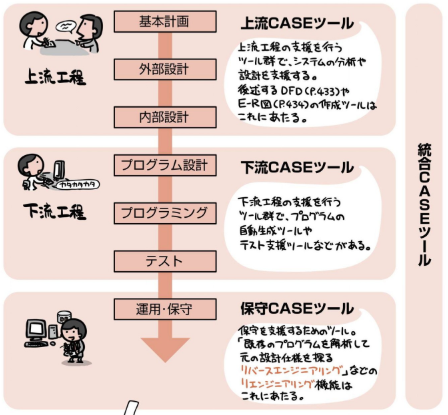 基本計画
外部設計
内部設計
上流工程
上流CASEツール
上流工程の支援を行う
ツール群で、システムの分析や
設計を支援する。
後述するDFD(P.433)や
E-R図(P.434)の作成ツールは
これにあたる。
プログラム設計
プログラミング
テスト
カタカタカタ
下流工程
下流CASEツール
下流工程の支援を行う
ツール群で、プログラムの
自動生成ツールや
テスト支援ツールなどがある。
運用・保守
保守CASEツール
保守を支援するためのツール。
「既存のプログラムを解析して
元の設計仕様を探る
リバースエンジニアリング」などの
リエンジニアリング機能は
これにあたる。
統合CASEツール